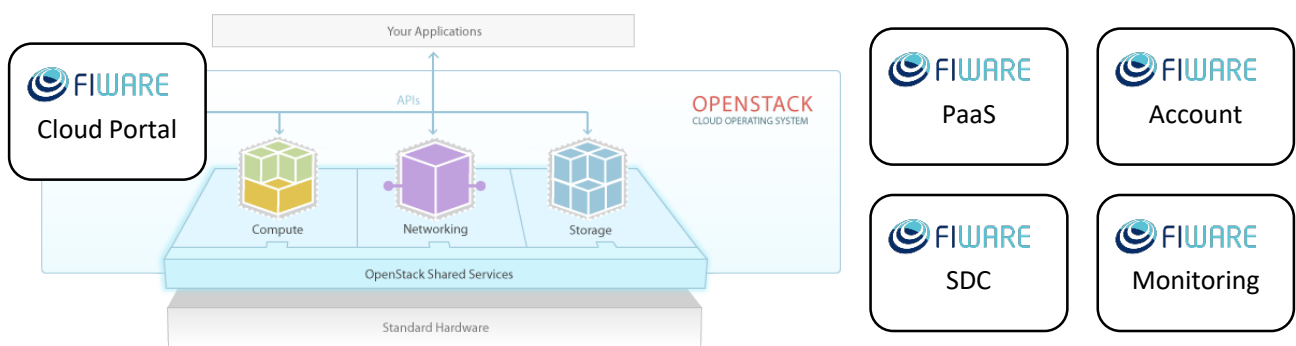 Your Applications
FIWARE
Cloud Portal
APIs
OPENSTACK
CLOUD OPERATING SYSTEM
Compute
Networking
Storage
OpenStack Shared Services
Standard Hardware
FIWARE
PaaS
FIWARE
Account
FIWARE
SDC
FIWARE
Monitoring